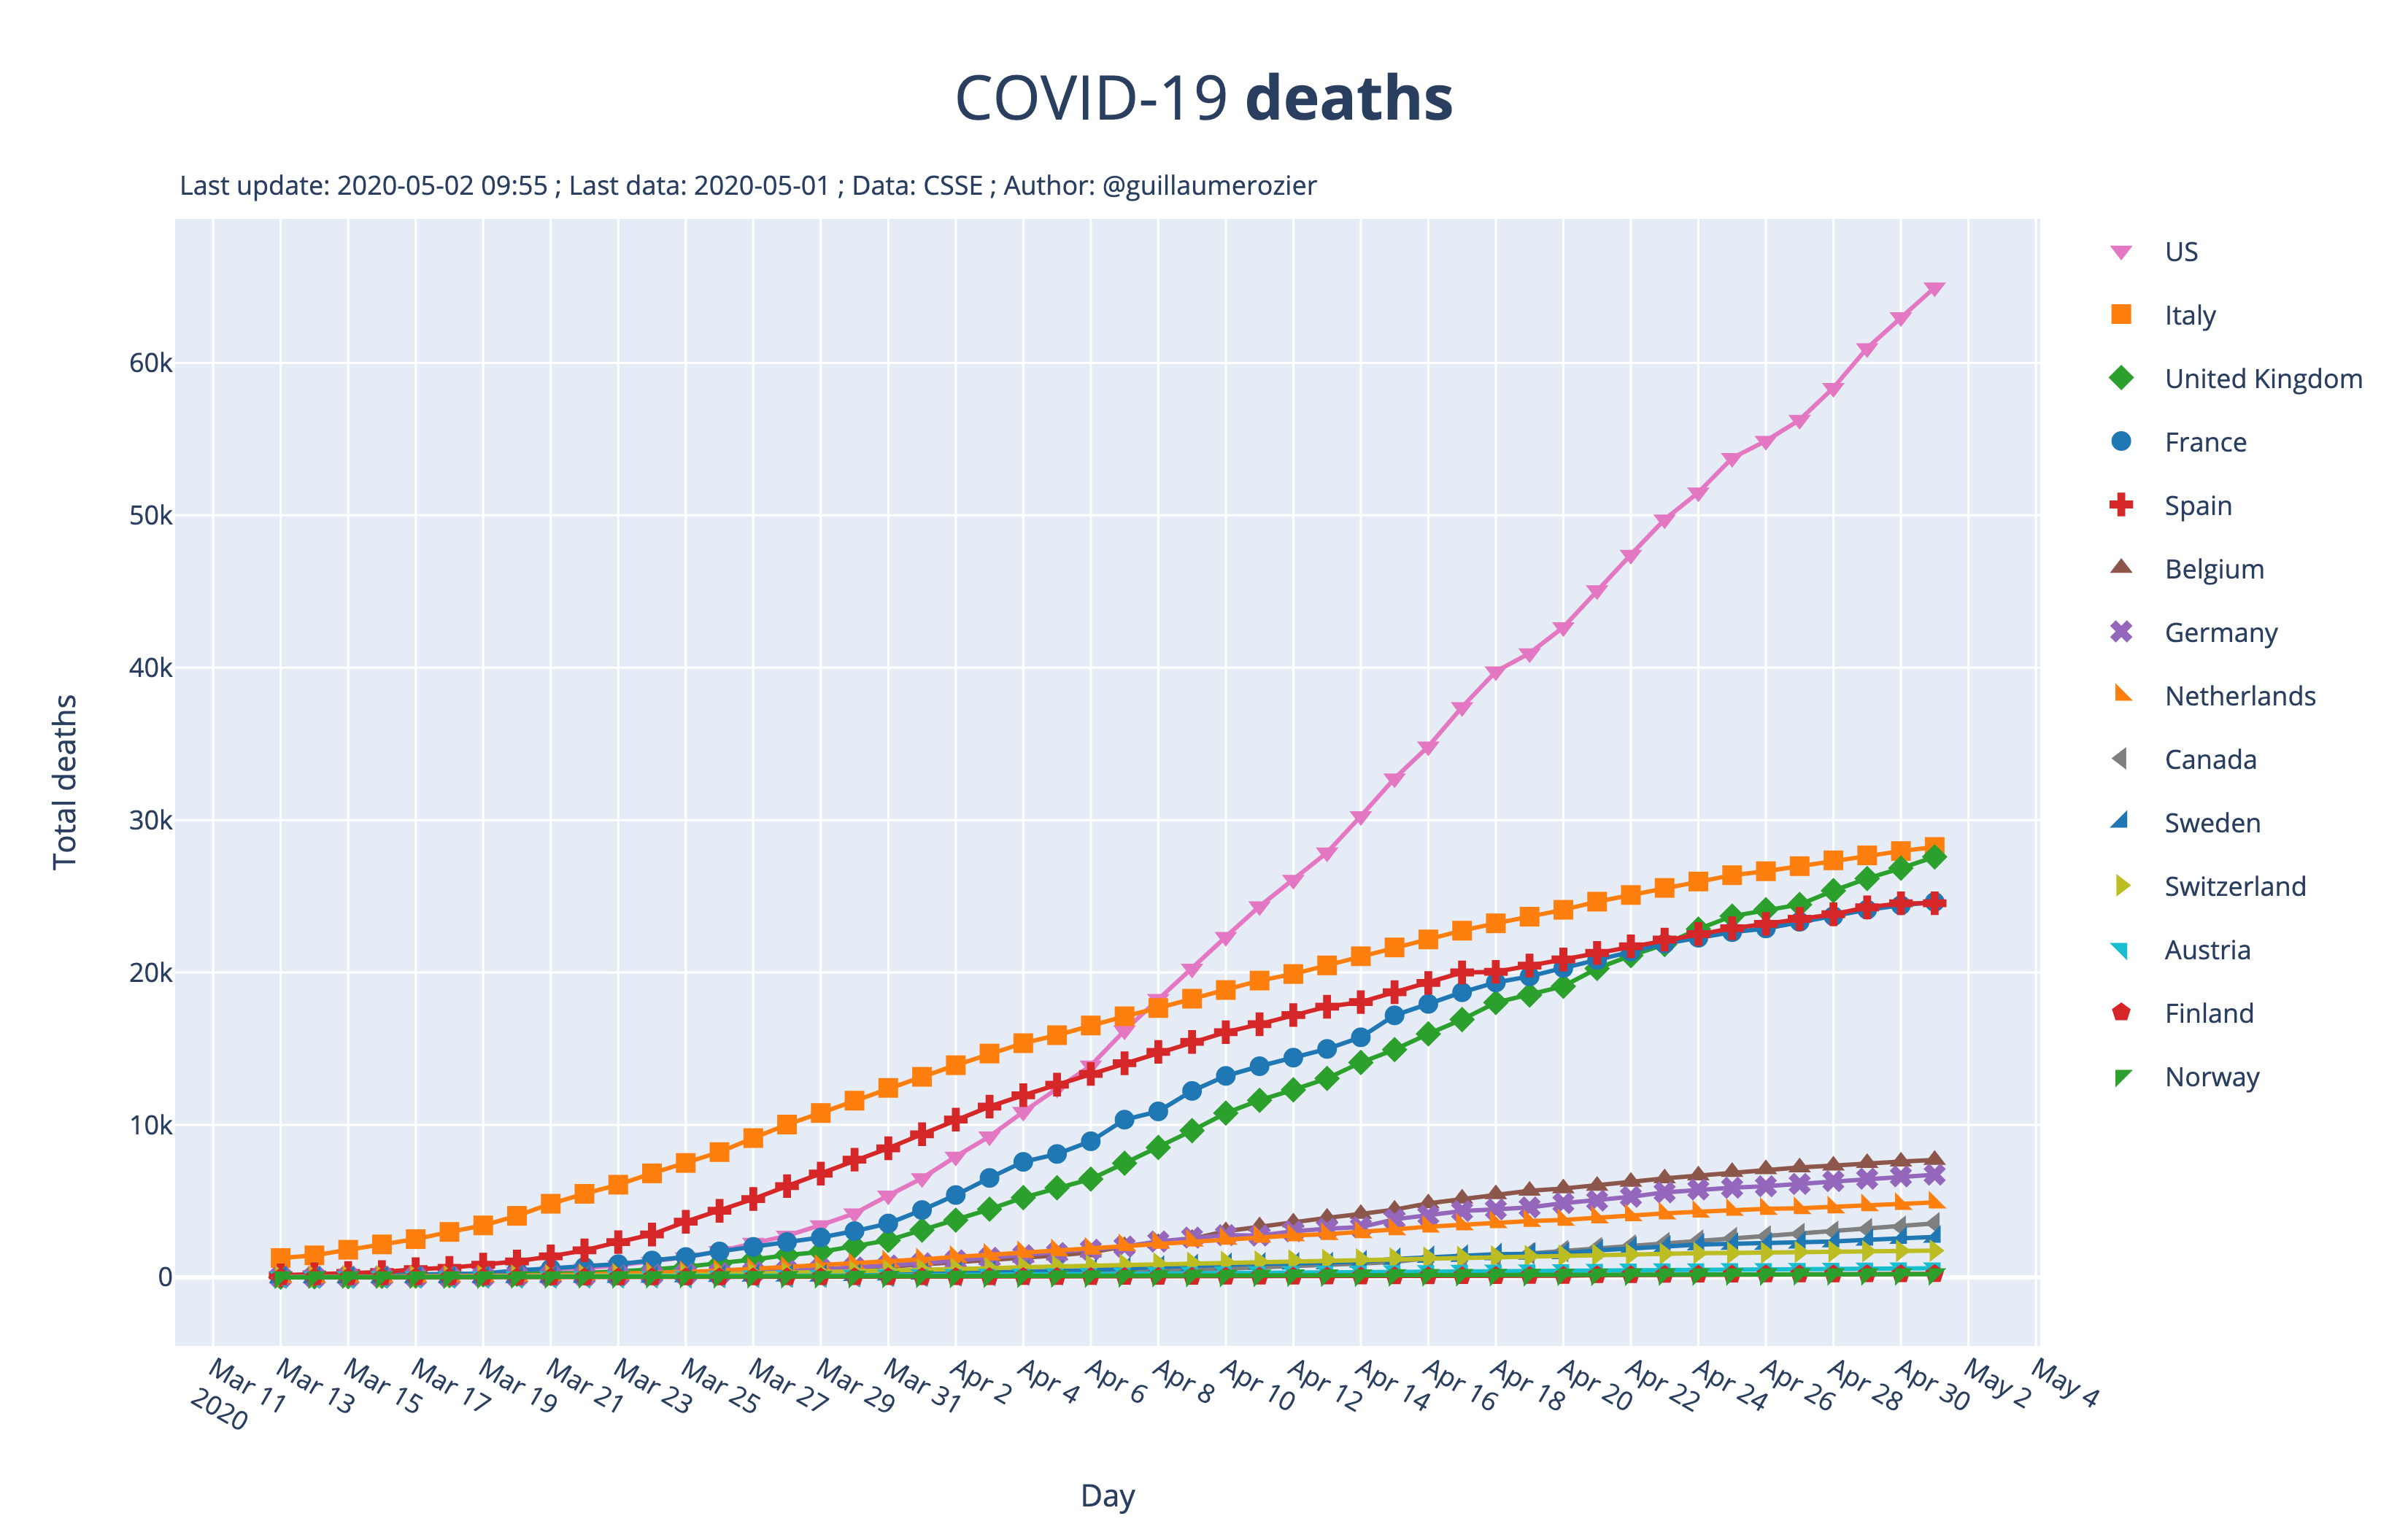 COVID-19 deaths
Last update: 2020-05-02 09:55 ; Last data: 2020-05-01 ; Data: CSSE ; Author: @guillaumerozier
US
Italy
United Kingdom
France
Spain
Belgium
Germany
Netherlands
Canada
Sweden
Switzerland
Austria
Finland
Norway
Total deaths
60k
50k
40k
30k
20k
10k
0
Mar 11
2020
Mar 13
Mar 15
Mar 17
Mar 19
Mar 21
Mar 23
Mar 25
Mar 27
Mar 29
Mar 31
Apr 2
Apr 4
Apr 6
Apr 8
Apr 10
Apr 12
Apr 14
Apr 16
Apr 18
Apr 20
Apr 22
Apr 24
Apr 26
Apr 28
Apr 30
May 2
May 4
Day